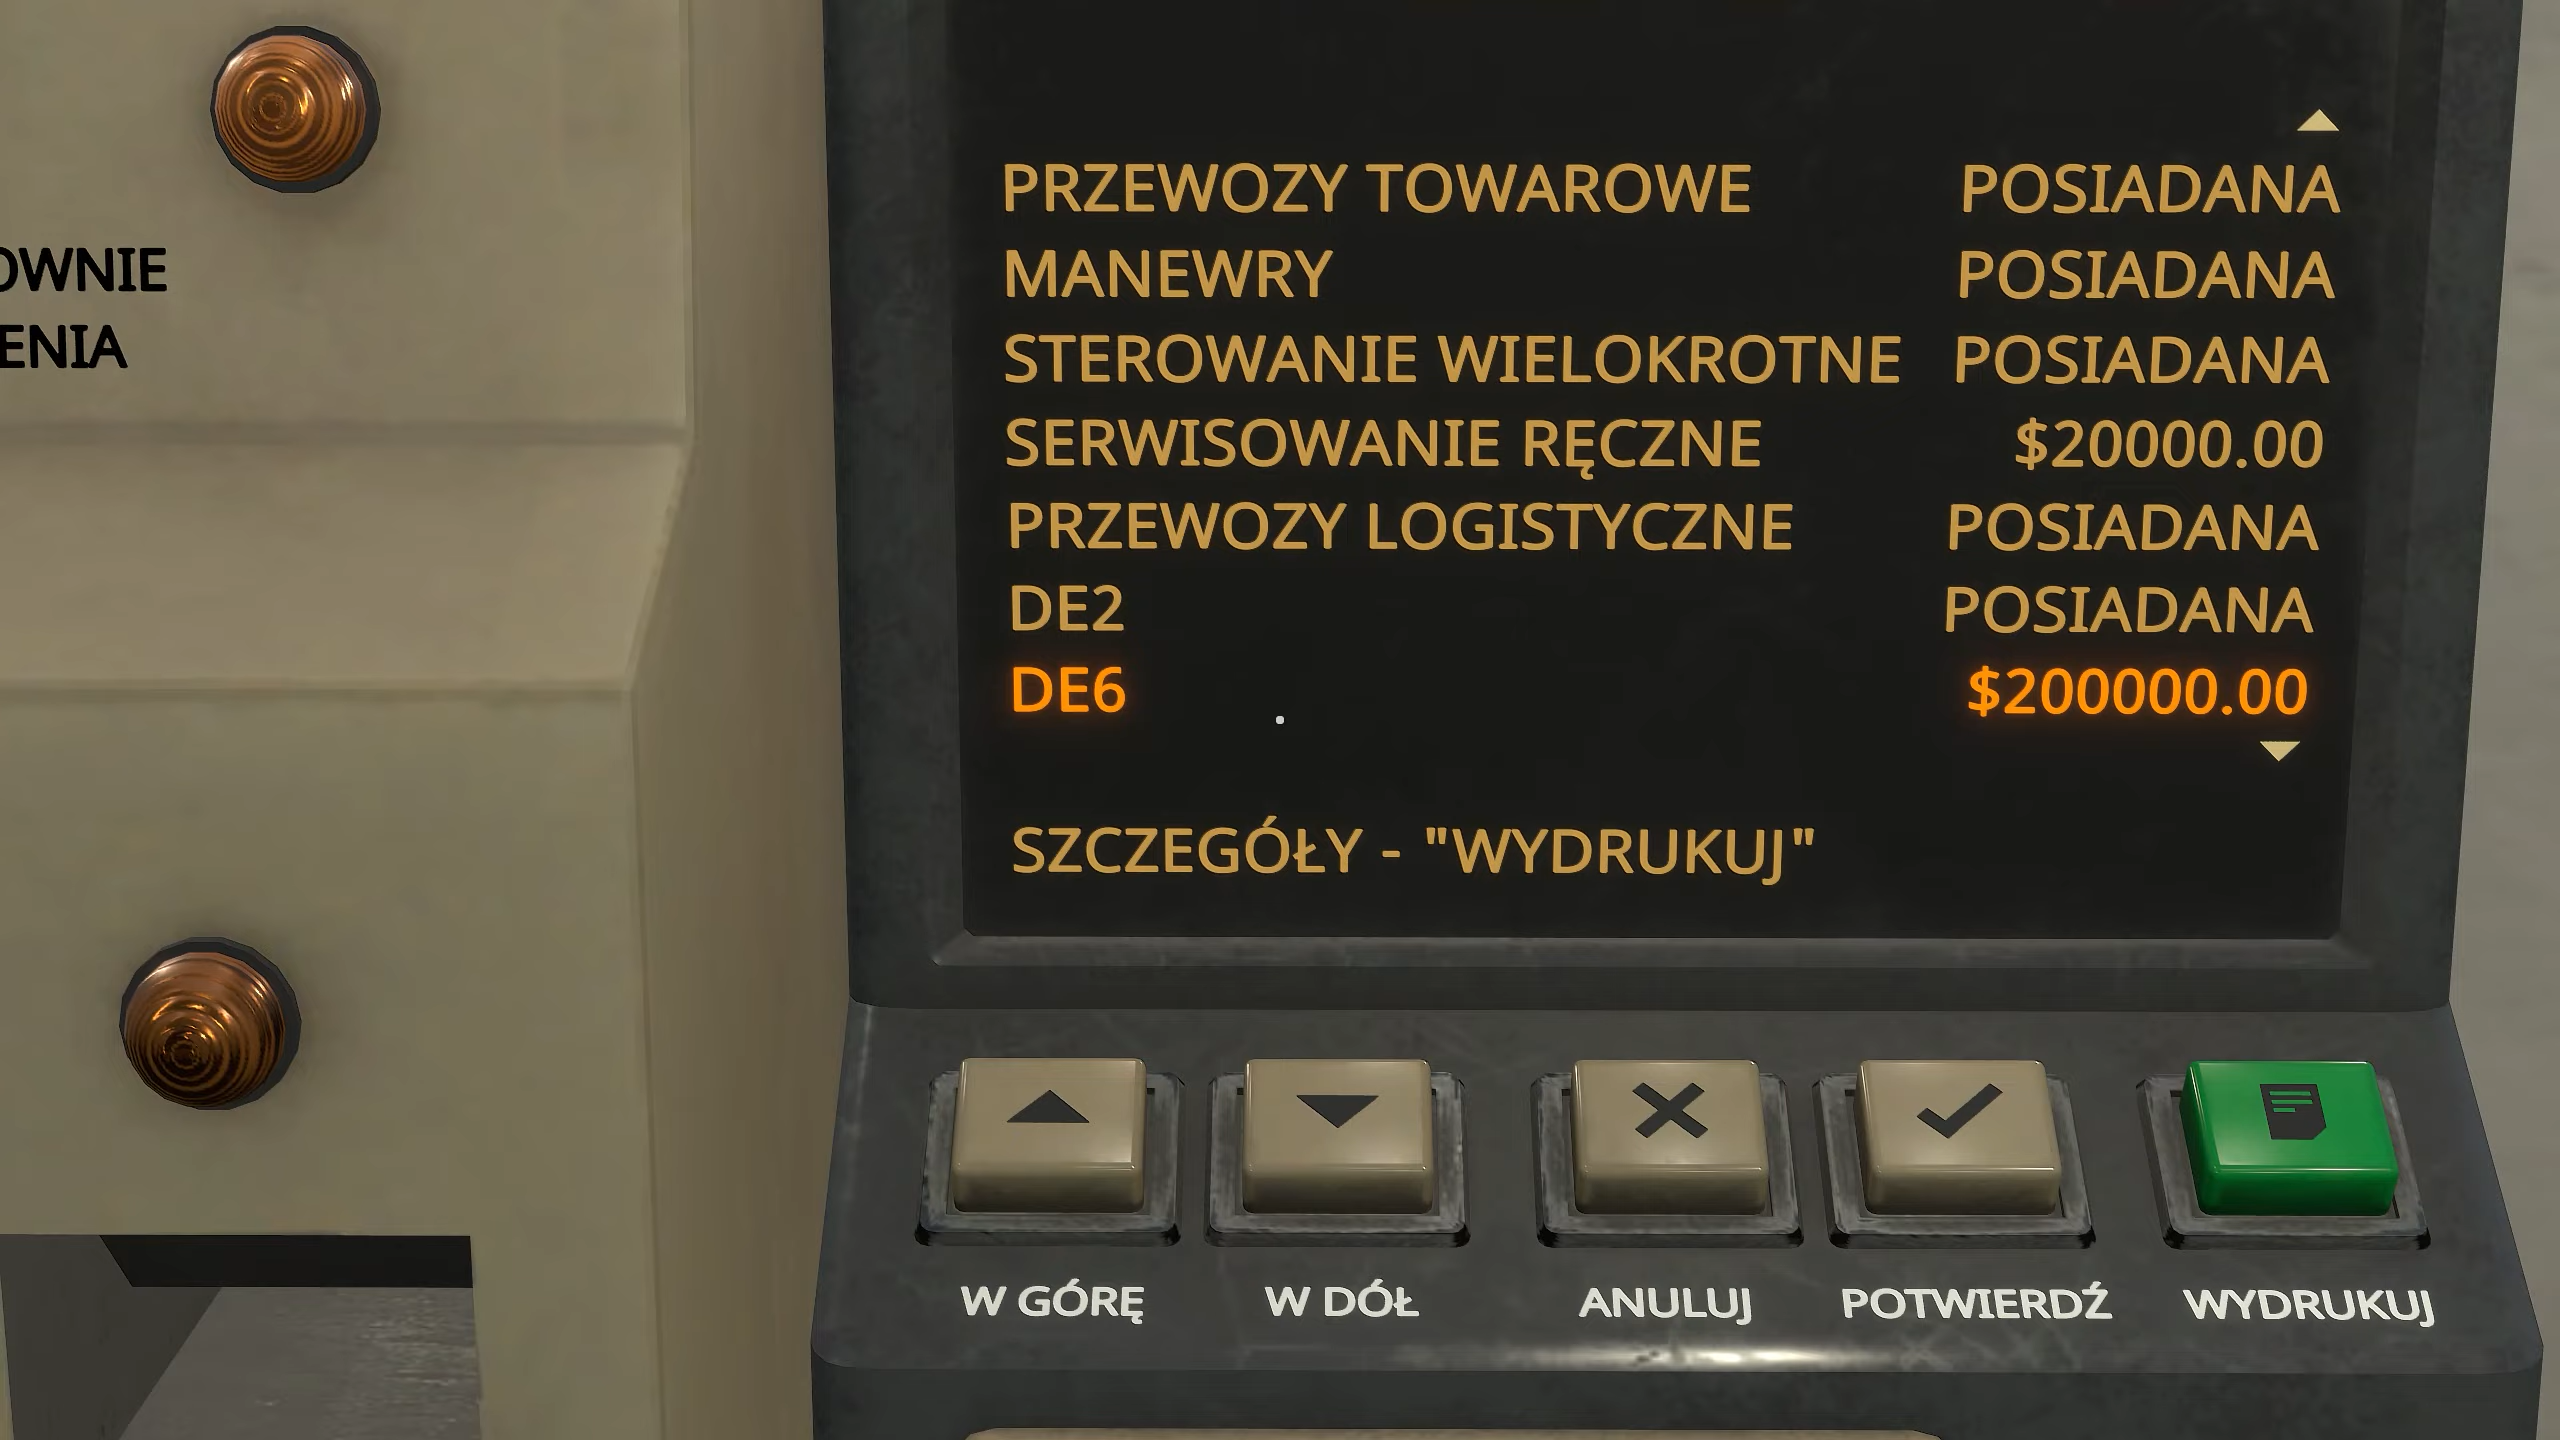 OWNIE
ENIA
PRZEWOZY TOWAROWE POSIADANA
MANEWRY POSIADANA
STEROWANIE WIELOKROTNE POSIADANA
SERWISOWANIE RĘCZNE $20000.00
PRZEWOZY LOGISTYCZNE POSIADANA
DE2 POSIADANA
DE6 $200000.00
SZCZEGÓŁY - "WYDRUKUJ"
W GÓRĘ W DÓŁ ANULUJ POTWIERDŹ WYDRUKUJ